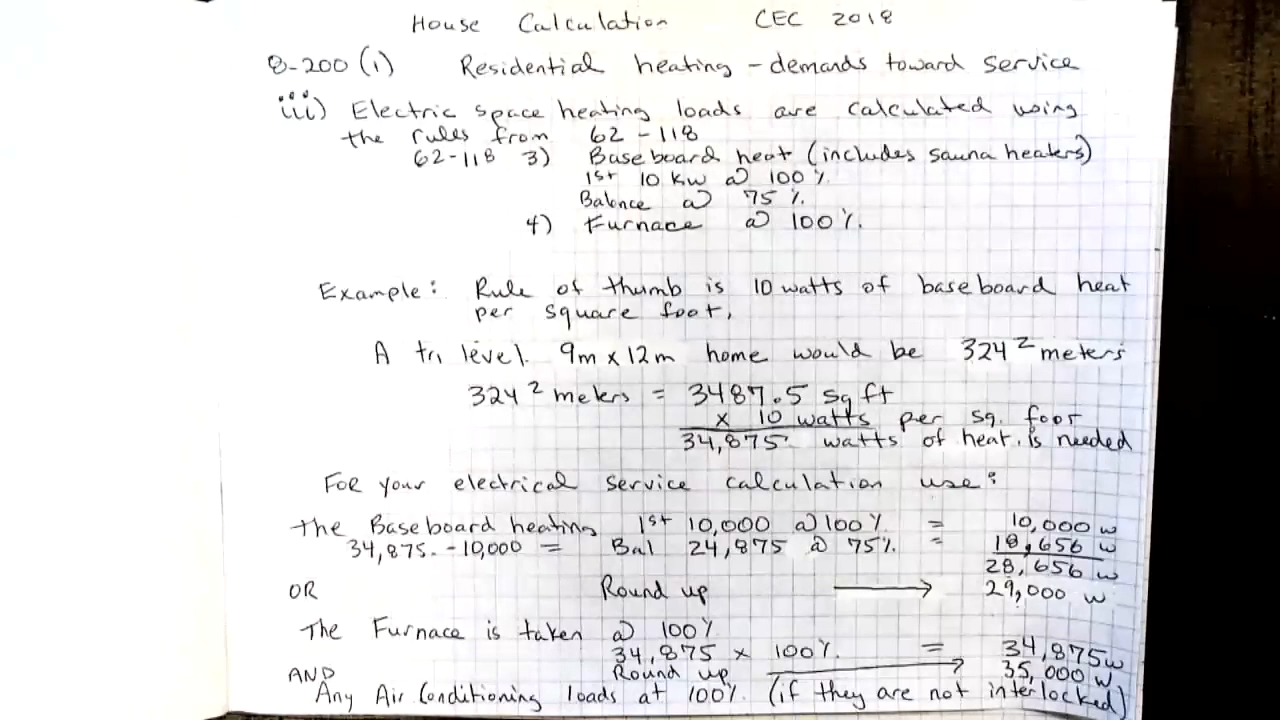 House Calculation CEC 2018
8-200 (i) Residential heating - demands toward service
iii) Electric space heating loads are calculated using
the rules from 62-118
62-118 3) Baseboard heat (includes sauna heaters)
1st 10 KW @ 100%
Balance @ 75%.
4) Furnace @ 100%.
Example: Rule of thumb is 10 watts of baseboard heat
per square foot.
A tri level. 9m x 12m home would be 324² meters
324² meters = 3487.5 sq ft
x 10 watts per sq. foot
34,875 watts of heat is needed
For your electrical service calculation use:
the Baseboard heating 1st 10,000 @ 100% = 10,000 w
34,875. - 10,000 = Bal 24,875 @ 75%. = 18,656 w
28,656 w
OR Round up → 29,000 w
The Furnace is taken @ 100%
34,875 x 100%. = 34,875w
AND Round up → 35,000 w
Any Air Conditioning loads at 100%. (if they are not interlocked)